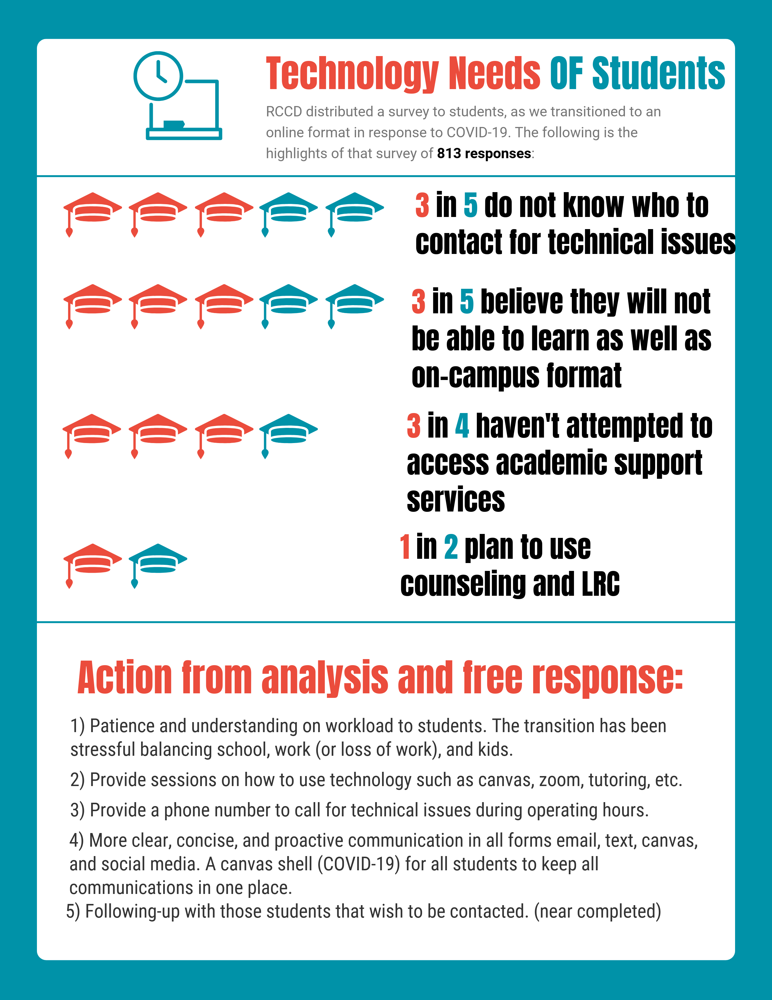 Technology Needs OF Students
RCCD distributed a survey to students, as we transitioned to an
online format in response to COVID-19. The following is the
highlights of that survey of 813 responses:
3 in 5 do not know who to
contact for technical issues
3 in 5 believe they will not
be able to learn as well as
on-campus format
3 in 4 haven't attempted to
access academic support
services
1 in 2 plan to use
counseling and LRC
Action from analysis and free response:
1) Patience and understanding on workload to students. The transition has been
stressful balancing school, work (or loss of work), and kids.
2) Provide sessions on how to use technology such as canvas, zoom, tutoring, etc.
3) Provide a phone number to call for technical issues during operating hours.
4) More clear, concise, and proactive communication in all forms email, text, canvas,
and social media. A canvas shell (COVID-19) for all students to keep all
communications in one place.
5) Following-up with those students that wish to be contacted. (near completed)